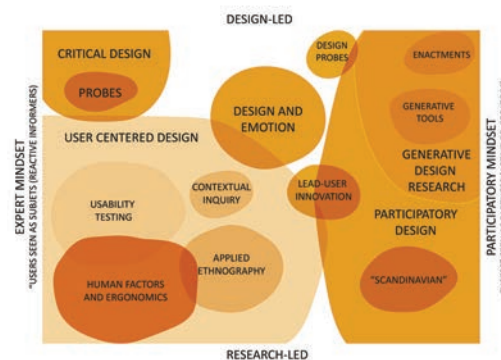 DESIGN-LED
CRITICAL DESIGN
PROBES
DESIGN
PROBES
ENACTMENTS
DESIGN AND
EMOTION
GENERATIVE
TOOLS
USER CENTERED DESIGN
GENERATIVE
DESIGN
RESEARCH
CONTEXTUAL
INQUIRY
LEAD-USER
INNOVATION
USABILITY
TESTING
PARTICIPATORY
DESIGN
APPLIED
ETHNOGRAPHY
HUMAN FACTORS
AND ERGONOMICS
"SCANDINAVIAN"
RESEARCH-LED
EXPERT MINDSET
"USERS SEEN AS SUBJETS (REACTIVE INFORMERS)
PARTICIPATORY MINDSET